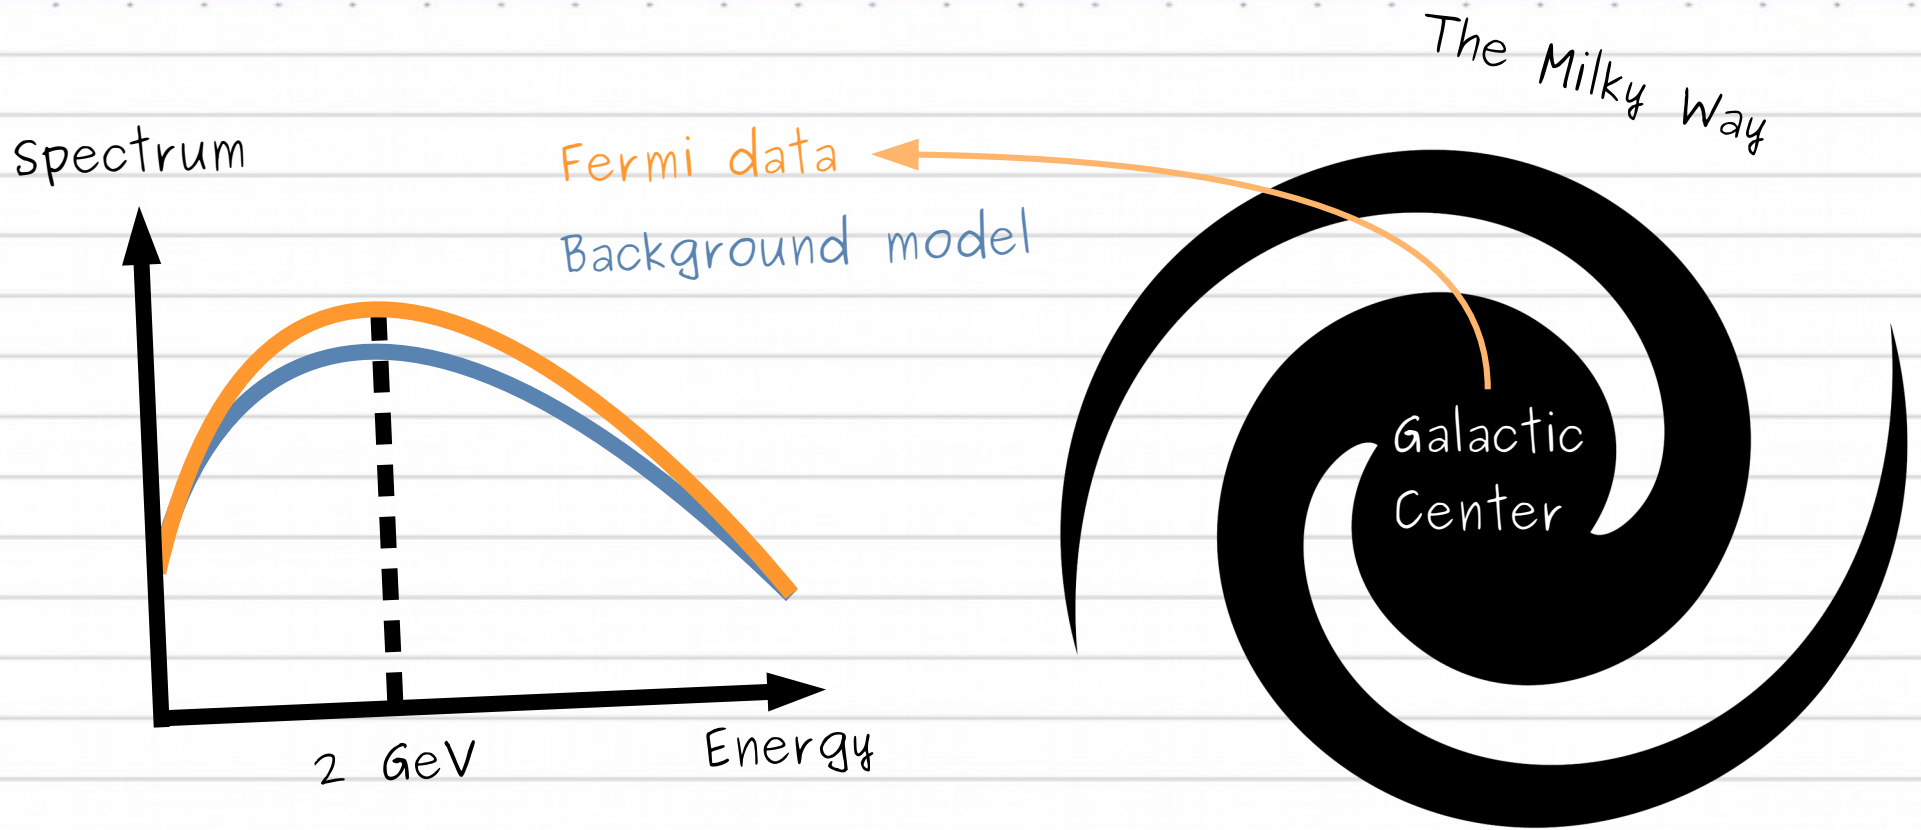 The Milky Way
Spectrum
Fermi data
Background model
Galactic
Center
2 GeV
Energy